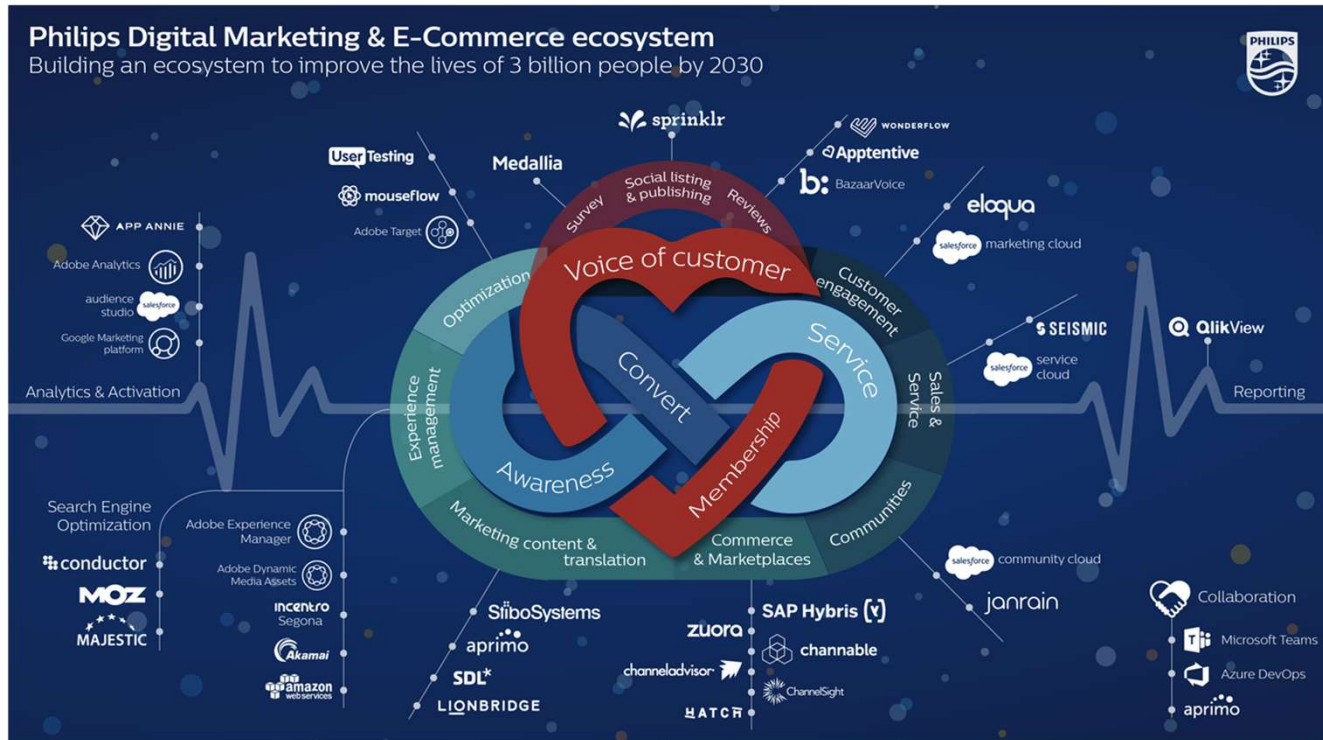 Philips Digital Marketing & E-Commerce ecosystem
Building an ecosystem to improve the lives of 3 billion people by 2030
PHILIPS
sprinklr
WONDERFLOW
Apptentive
b: BazaarVoice
UserTesting
mouseflow
Adobe Target
Medallia
Survey
Social listing
& publishing
Reviews
eloqua
salesforce marketing cloud
APP ANNIE
Adobe Analytics
audience
studio
salesforce
Google Marketing
platform
Analytics & Activation
Optimization
Voice of customer
Customer
engagement
SEISMIC
salesforce service
cloud
QlikView
Reporting
Experience
management
Convert
Service
Sales &
Service
Awareness
Membership
Marketing content &
translation
Commerce
& Marketplaces
Communities
Search Engine
Optimization
conductor
MOZ
MAJESTIC
Adobe Experience
Manager
Adobe Dynamic
Media Assets
incentro
Segona
Akamai
amazon
webservices
StiboSystems
aprimo
SDL*
LIONBRIDGE
SAP Hybris (Y)
zuora
channable
channeladvisor
ChannelSight
HATCH
salesforce community cloud
janrain
Collaboration
Microsoft Teams
Azure DevOps
aprimo